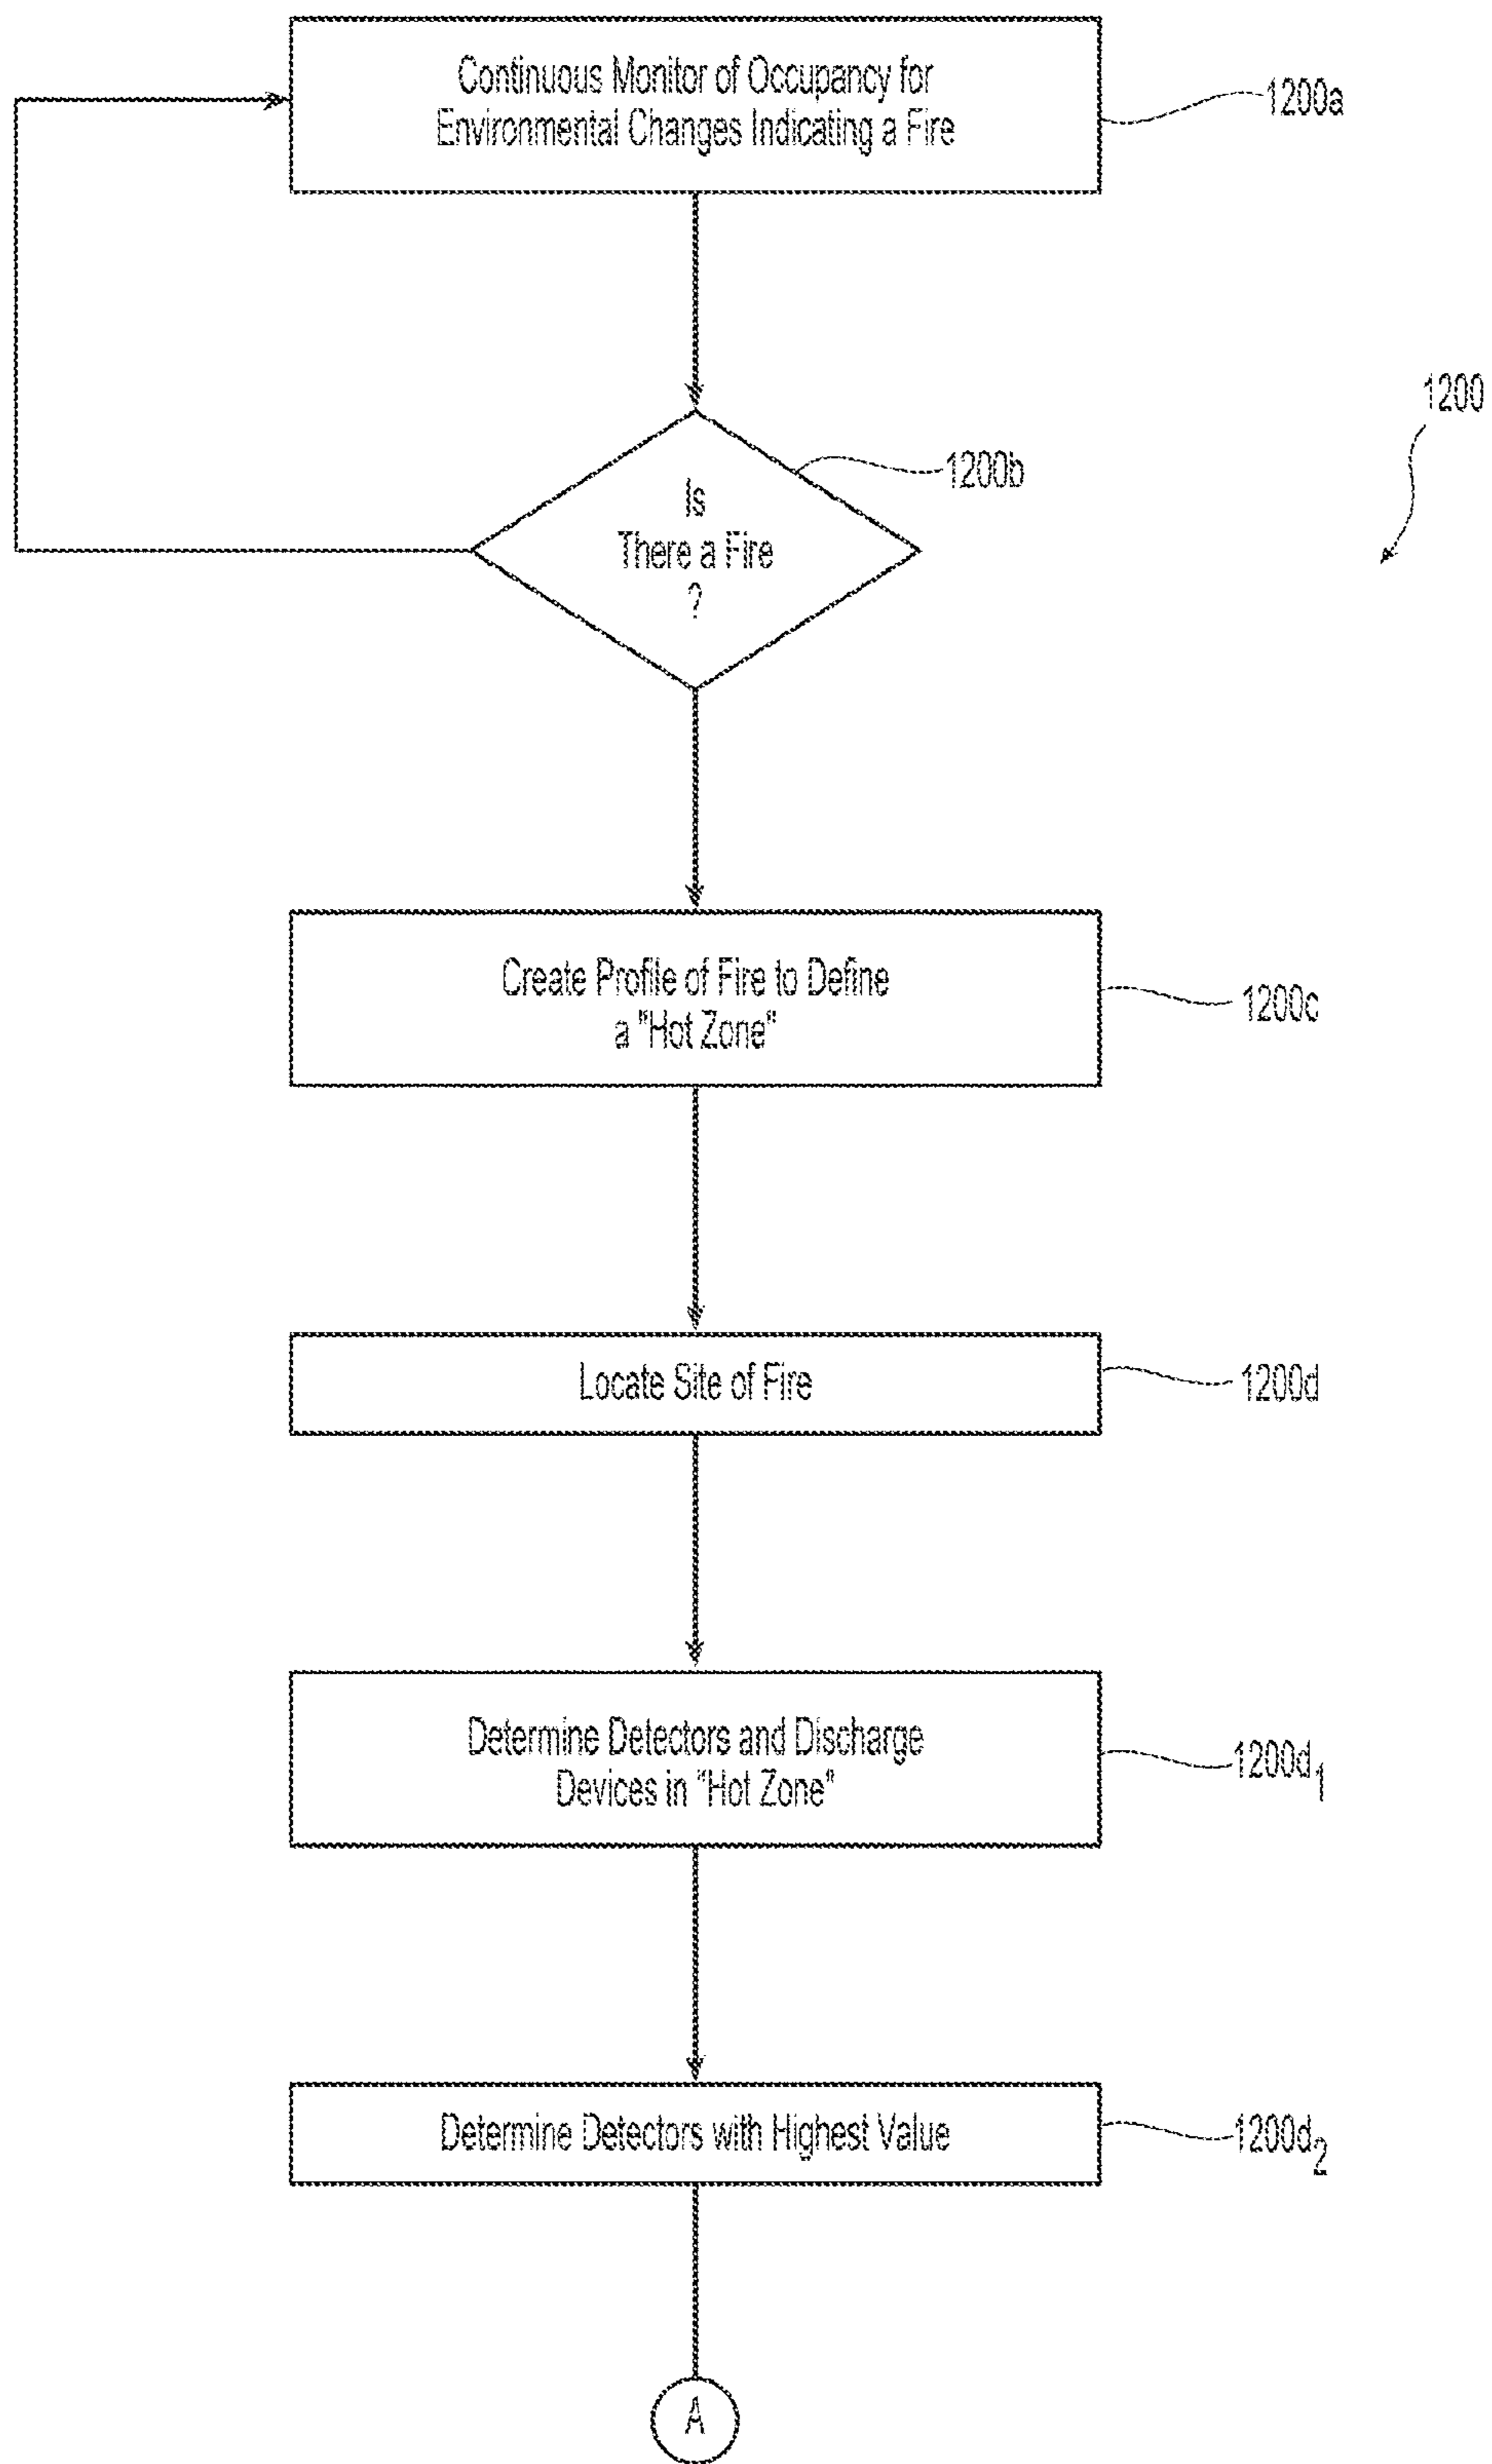 Continuous Monitor of Occupancy for
Environmental Changes Indicating a Fire
1200a
1200
1200b
Is
There a Fire
?
Create Profile of Fire to Define
a "Hot Zone"
1200c
Locate Site of Fire
1200d
Determine Detectors and Discharge
Devices in "Hot Zone"
1200d1
Determine Detectors with Highest Value
1200d2
A